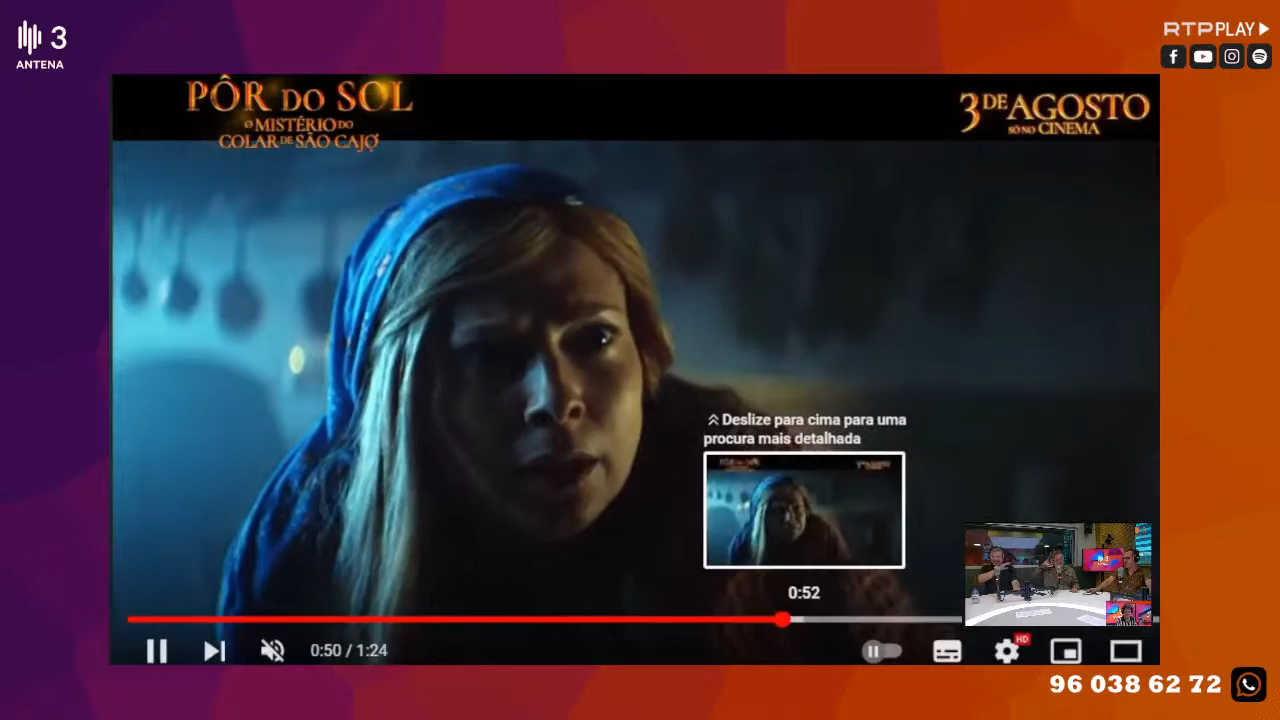 3
ANTENA
RTP PLAY
PÔR DO SOL
O MISTÉRIO DO
COLAR DE SÃO CAJÓ
3 DE AGOSTO
SÓ NO CINEMA
Deslize para cima para uma
procura mais detalhada
0:52
0:50 / 1:24
HD
96 038 62 72